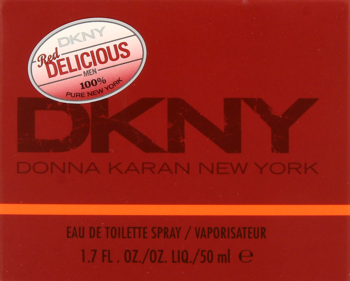 DKNY
Red
DELICIOUS
MEN
100%
PURE NEW YORK
DKNY
DONNA KARAN NEW YORK
EAU DE TOILETTE SPRAY / VAPORISATEUR
1.7 FL . OZ./OZ. LIQ./50 ml ℮